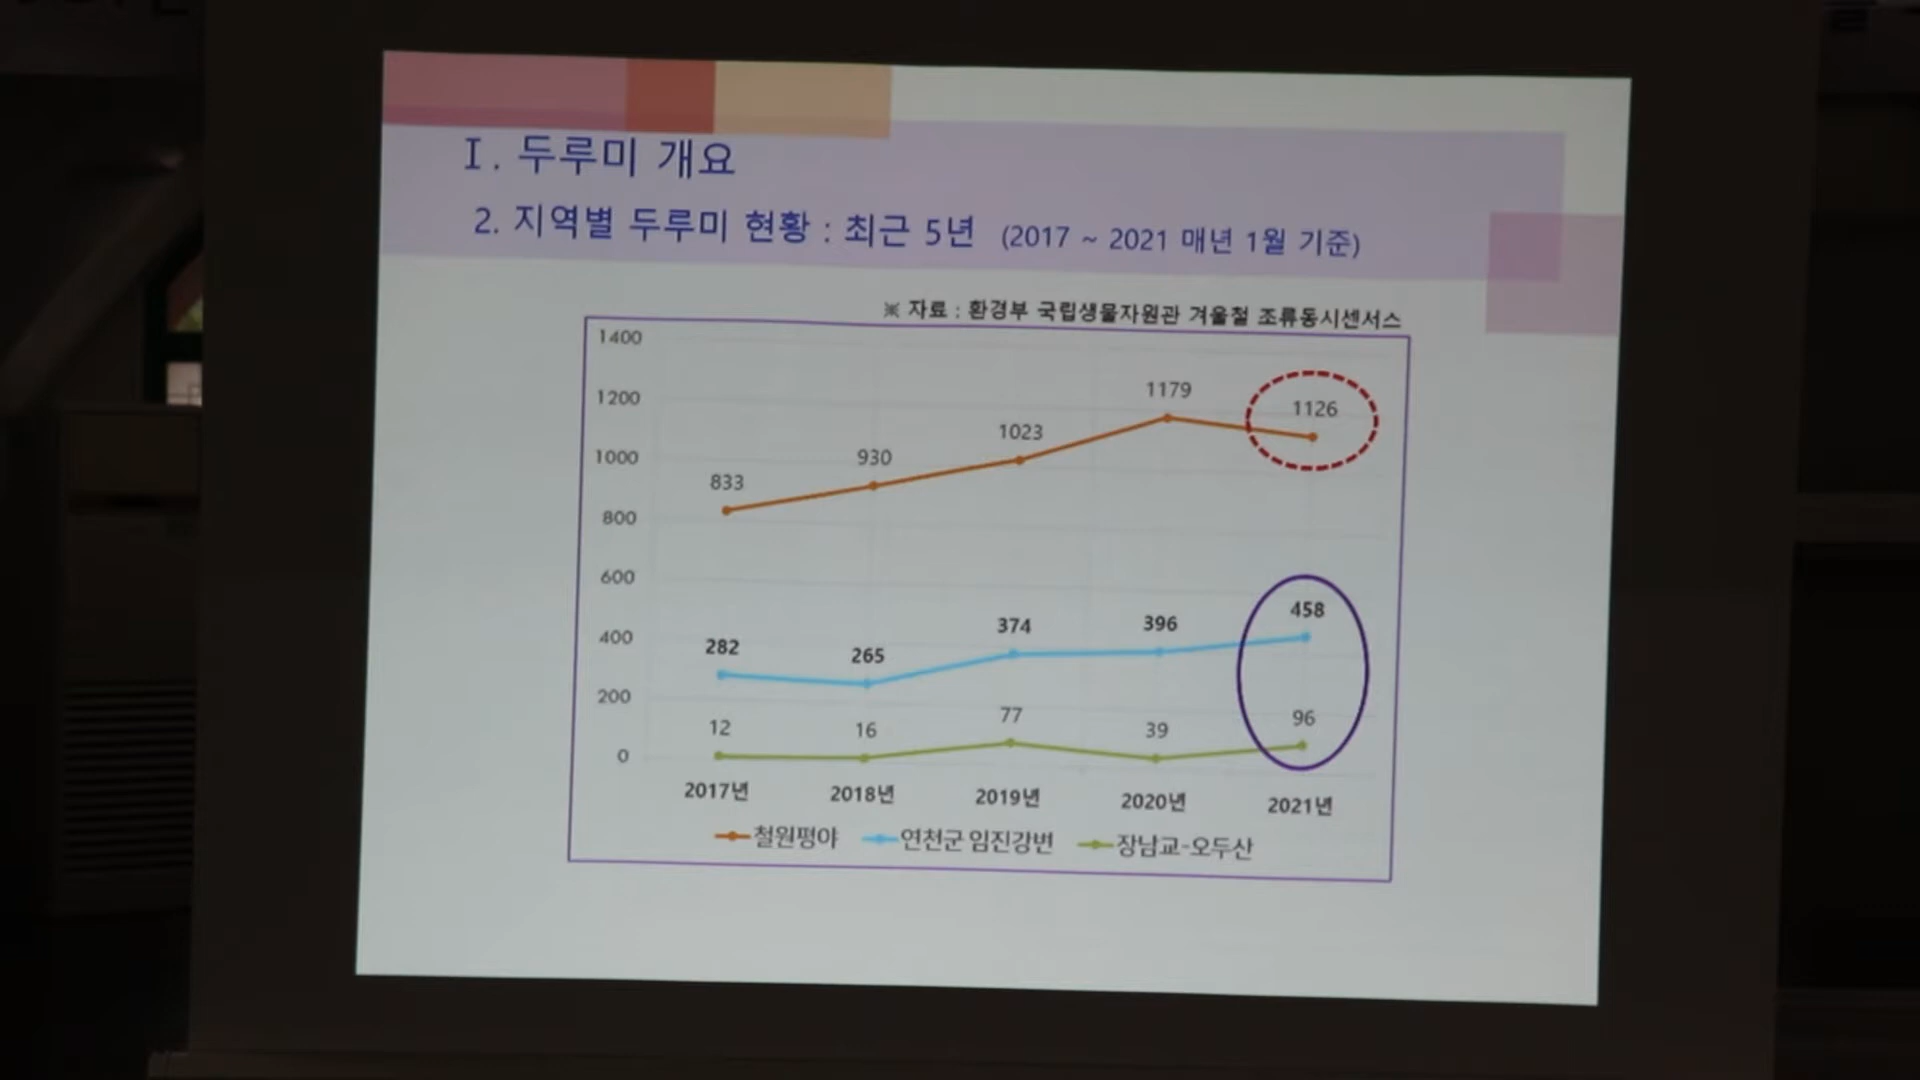 Ⅰ. 두루미 개요
2. 지역별 두루미 현황 : 최근 5년 (2017 ~ 2021 매년 1월 기준)
※ 자료 : 환경부 국립생물자원관 겨울철 조류동시센서스
1400
1200
1000
800
600
400
200
0
833
930
1023
1179
1126
282
265
374
396
458
12
16
77
39
96
2017년
2018년
2019년
2020년
2021년
철원평야
연천군 임진강변
장남교-오두산